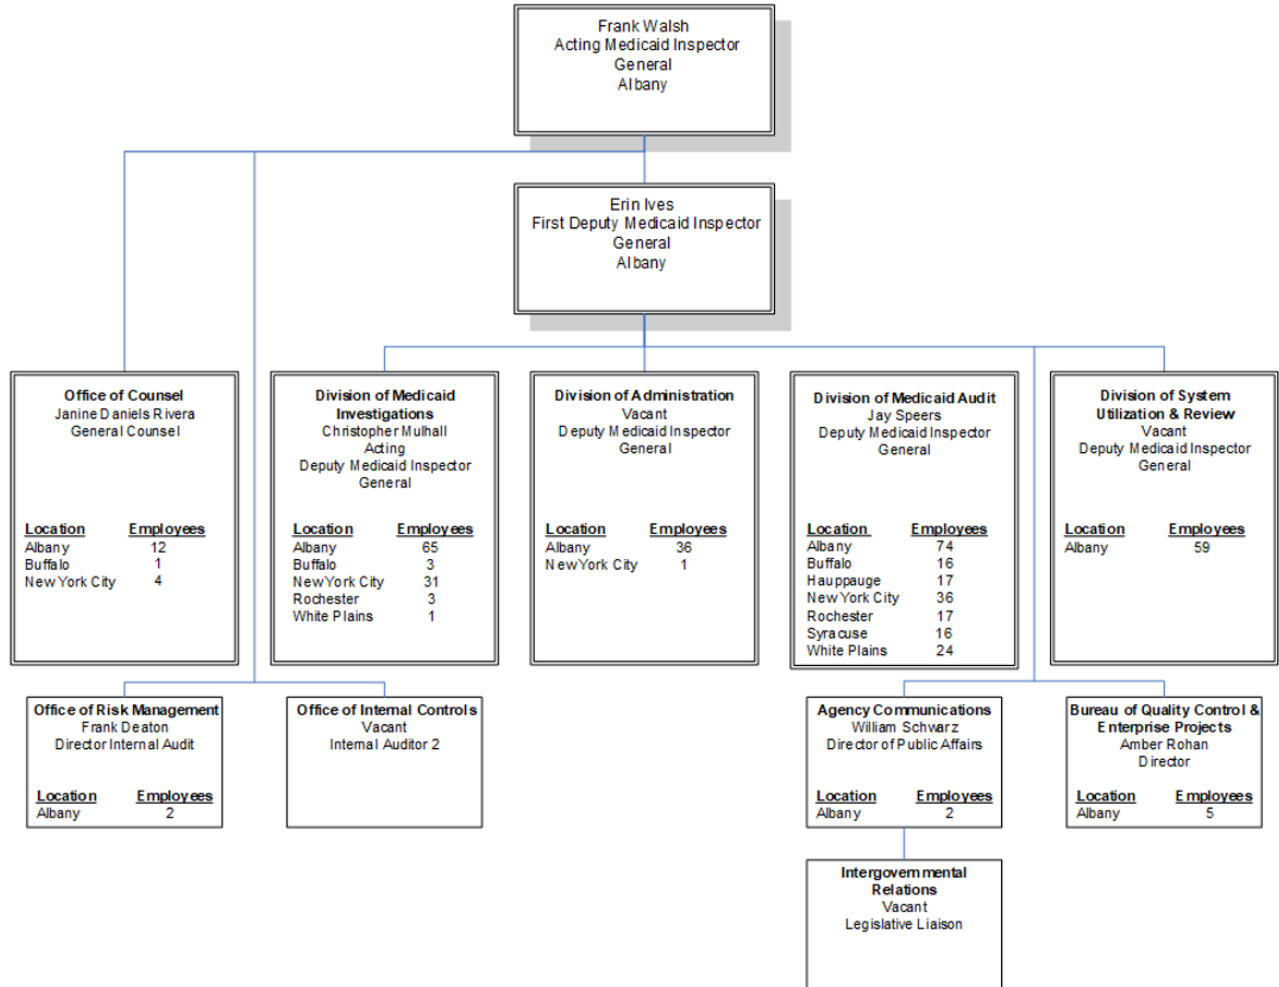 Frank Walsh
Acting Medicaid Inspector
General
Albany
Erin Ives
First Deputy Medicaid Inspector
General
Albany
Office of Counsel
Janine Daniels Rivera
General Counsel
Location Employees
Albany 12
Buffalo 1
New York City 4
Division of Medicaid
Investigations
Christopher Mulhall
Acting
Deputy Medicaid Inspector
General
Location Employees
Albany 65
Buffalo 3
New York City 31
Rochester 3
White Plains 1
Division of Administration
Vacant
Deputy Medicaid Inspector
General
Location Employees
Albany 36
New York City 1
Division of Medicaid Audit
Jay Speers
Deputy Medicaid Inspector
General
Location Employees
Albany 74
Buffalo 16
Hauppauge 17
New York City 36
Rochester 17
Syracuse 16
White Plains 24
Division of System
Utilization & Review
Vacant
Deputy Medicaid Inspector
General
Location Employees
Albany 59
Office of Risk Management
Frank Deaton
Director Internal Audit
Location Employees
Albany 2
Office of Internal Controls
Vacant
Internal Auditor 2
Agency Communications
William Schwarz
Director of Public Affairs
Location Employees
Albany 2
Bureau of Quality Control &
Enterprise Projects
Amber Rohan
Director
Location Employees
Albany 5
Intergovernmental
Relations
Vacant
Legislative Liaison